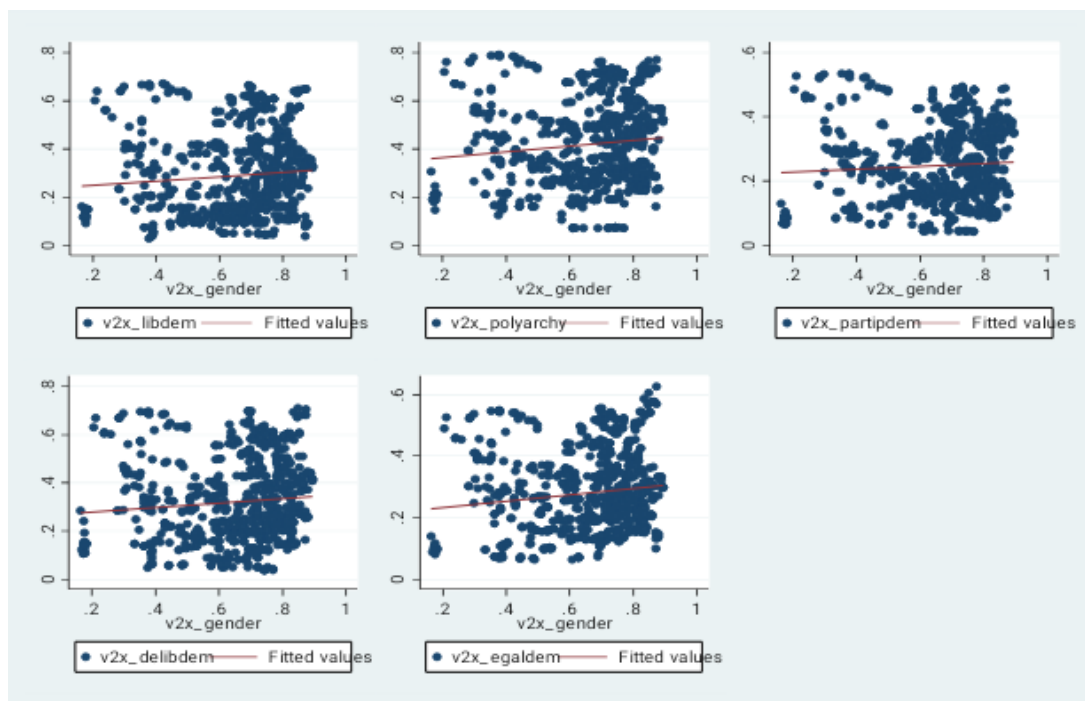 .8
.6
.4
.2
0
.2 .4 .6 .8 1
v2x_gender
v2x_libdem Fitted values
.8
.6
.4
.2
0
.2 .4 .6 .8 1
v2x_gender
v2x_polyarchy Fitted values
.6
.4
.2
0
.2 .4 .6 .8 1
v2x_gender
v2x_partipdem Fitted values
.8
.6
.4
.2
0
.2 .4 .6 .8 1
v2x_gender
v2x_delibdem Fitted values
.6
.4
.2
0
.2 .4 .6 .8 1
v2x_gender
v2x_egaldem Fitted values